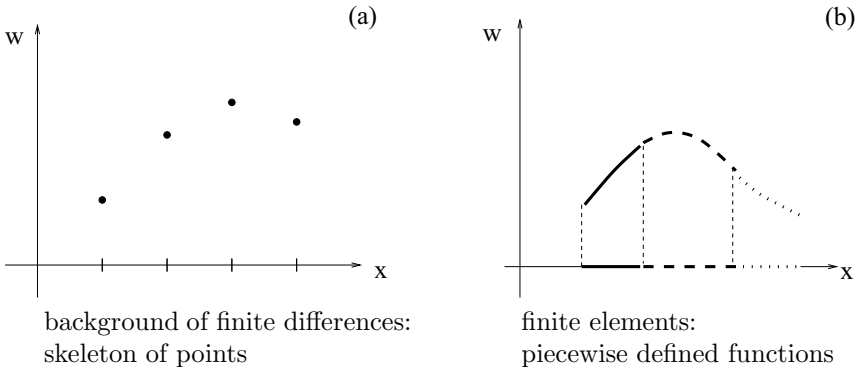 (a)
w
x
background of finite differences:
skeleton of points
(b)
w
x
finite elements:
piecewise defined functions